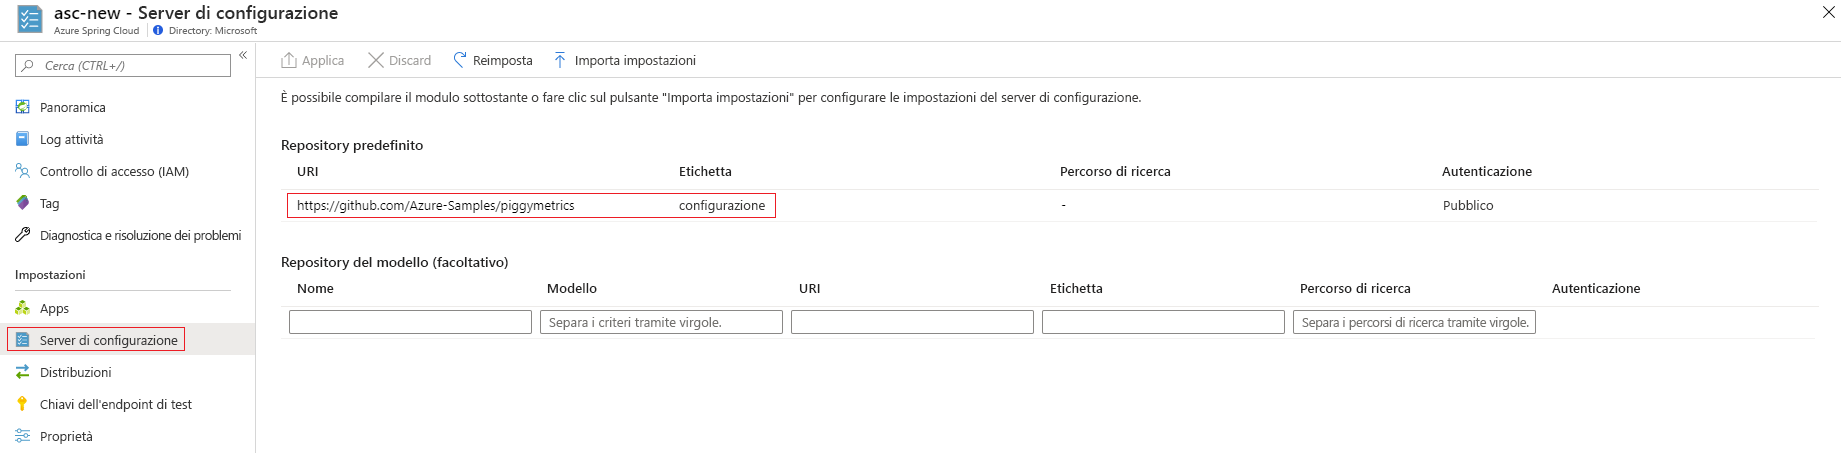 asc-new - Server di configurazione
Azure Spring Cloud
Directory: Microsoft
Cerca (CTRL+/)
Panoramica
Log attività
Controllo di accesso (IAM)
Tag
Diagnostica e risoluzione dei problemi
Impostazioni
Apps
Server di configurazione
Distribuzioni
Chiavi dell'endpoint di test
Proprietà
Applica Discard Reimposta Importa impostazioni
È possibile compilare il modulo sottostante o fare clic sul pulsante "Importa impostazioni" per configurare le impostazioni del server di configurazione.
Repository predefinito
URI Etichetta Percorso di ricerca Autenticazione
https://github.com/Azure-Samples/piggymetrics configurazione - Pubblico
Repository del modello (facoltativo)
Nome Modello URI Etichetta Percorso di ricerca Autenticazione
Separa i criteri tramite virgole. Separa i percorsi di ricerca tramite virgole.